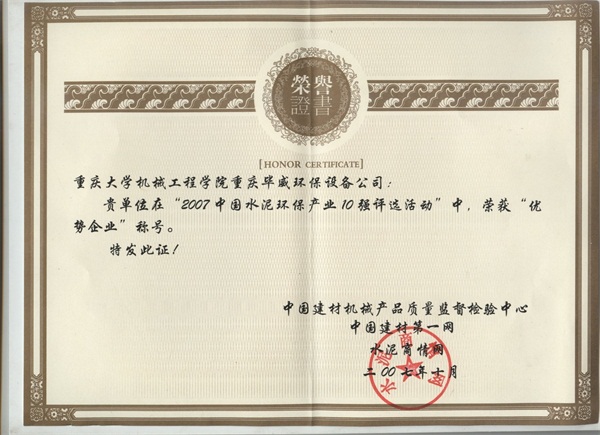 榮譽
證書
[HONOR CERTIFICATE]
重庆大学机械工程学院重庆毕威环保设备公司：
贵单位在“2007中国水泥环保产业10强评选活动”中，荣获“优
势企业”称号。
特发此证！
中国建材机械产品质量监督检验中心
中国建材第一网
水泥商情网
二00七年十月
水泥商情网